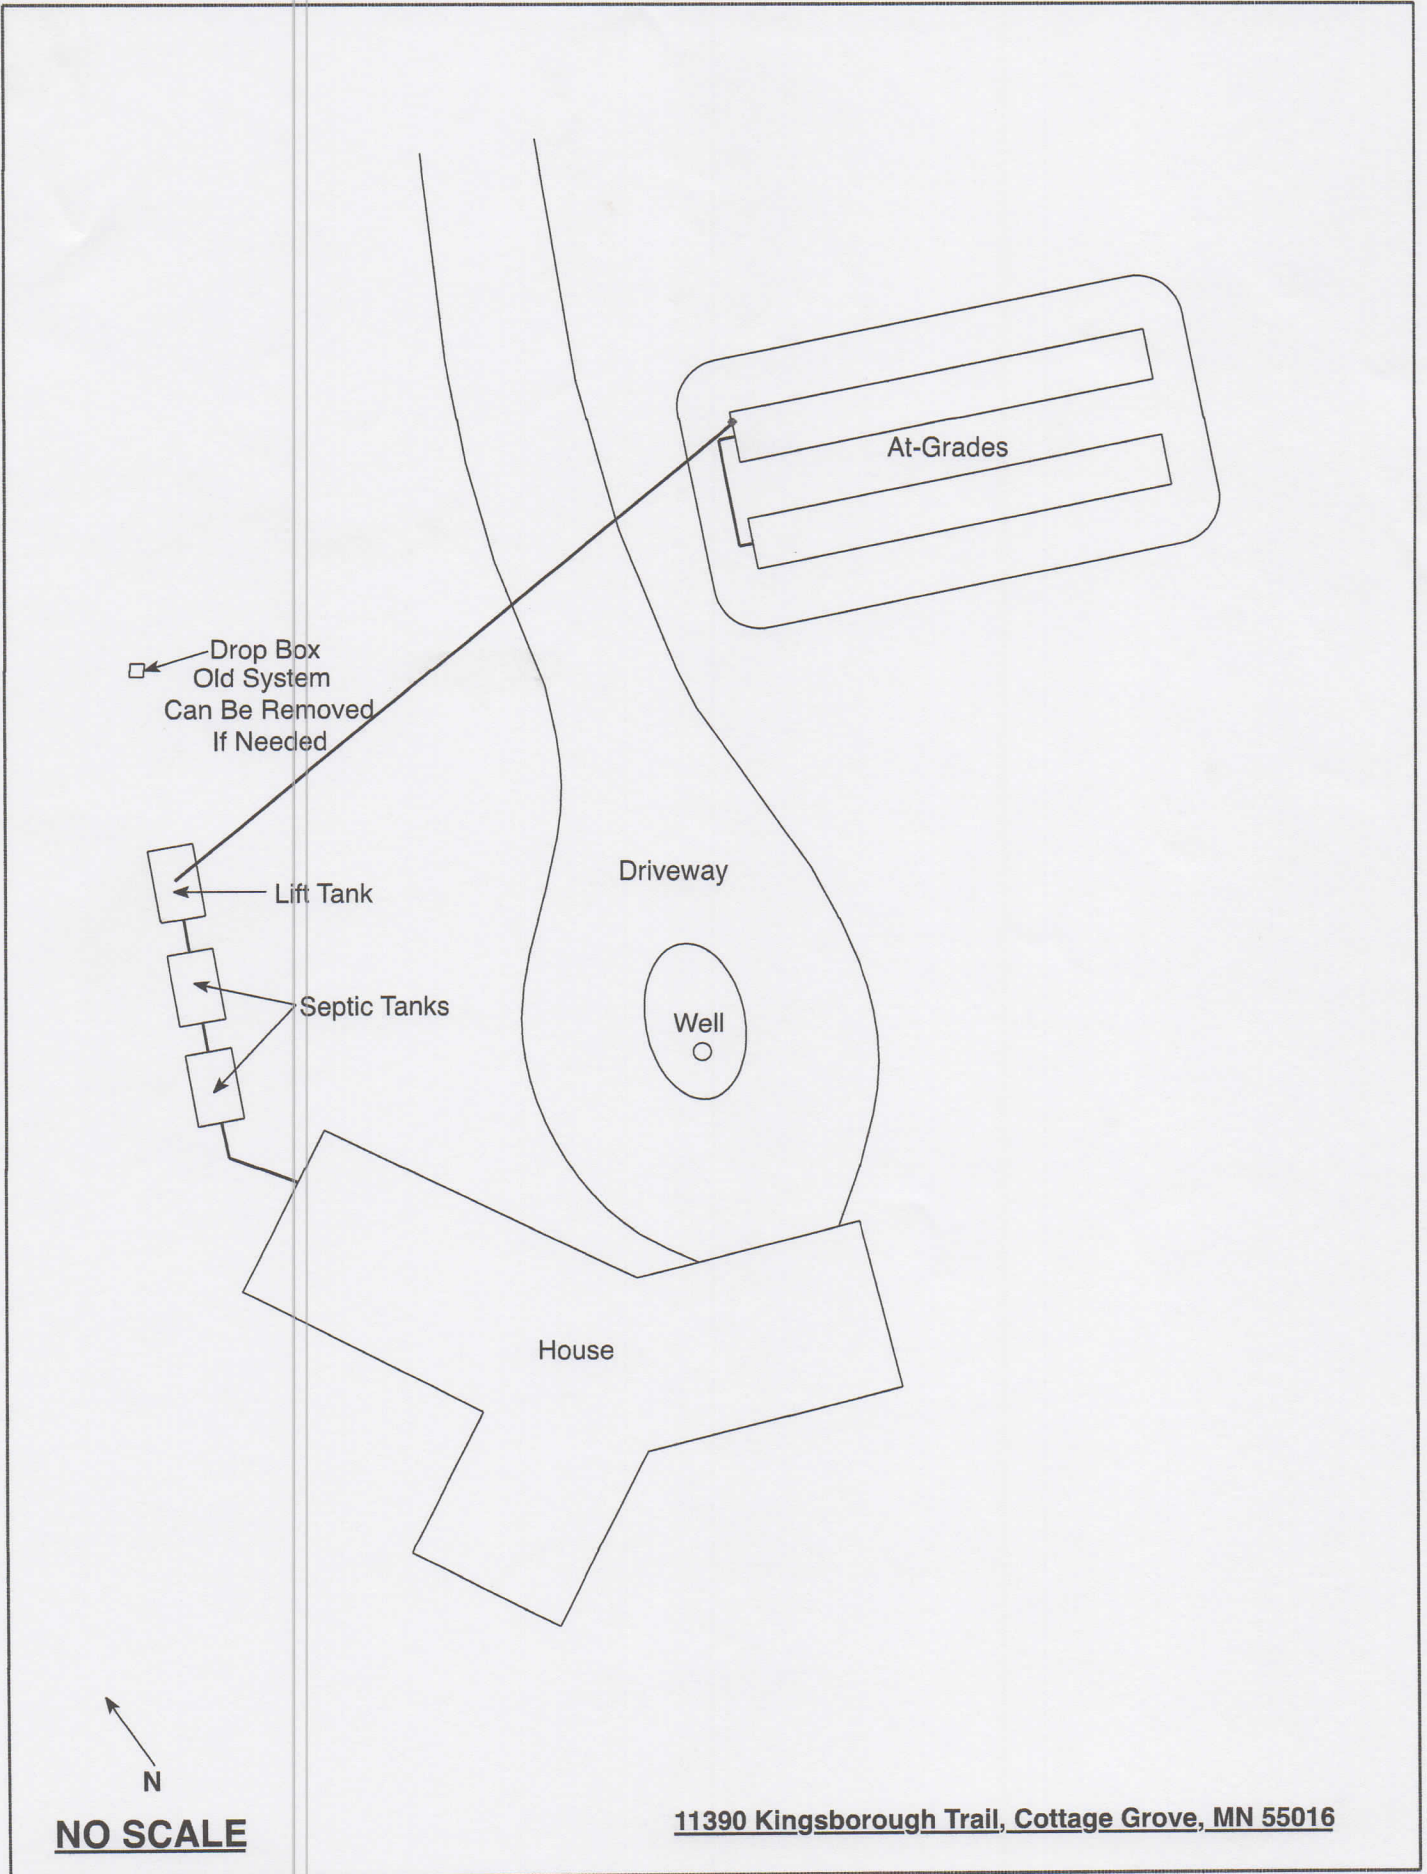 At-Grades
Drop Box
Old System
Can Be Removed
If Needed
Driveway
Lift Tank
Septic Tanks
Well
House
N
NO SCALE
11390 Kingsborough Trail, Cottage Grove, MN 55016